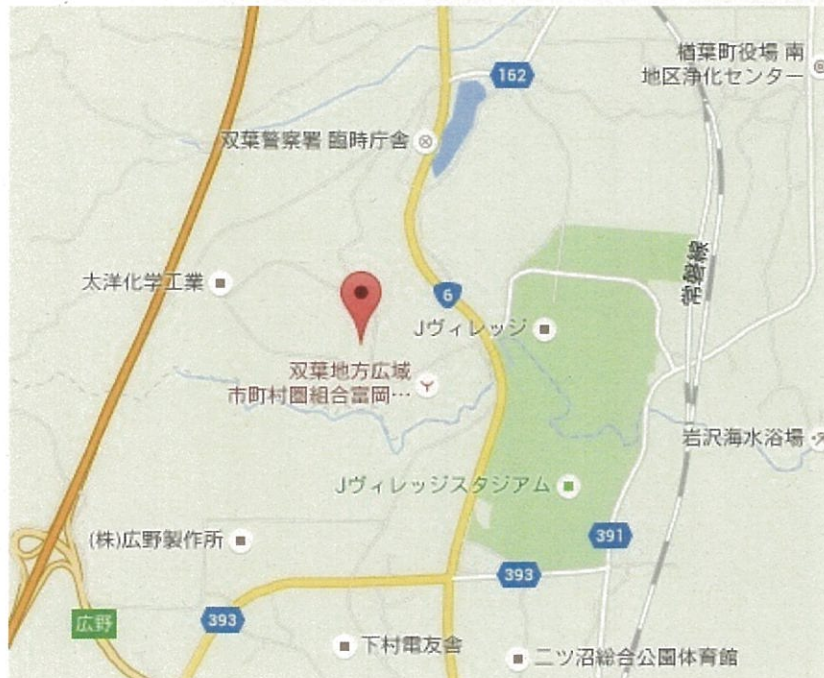 162
楢葉町役場 南
地区浄化センター
双葉警察署 臨時庁舎
太洋化学工業
常磐線
6
Jヴィレッジ
双葉地方広域
市町村圏組合富岡…
岩沢海水浴場
Jヴィレッジスタジアム
(株)広野製作所
391
393
393
広野
下村電友舎
二ツ沼総合公園体育館